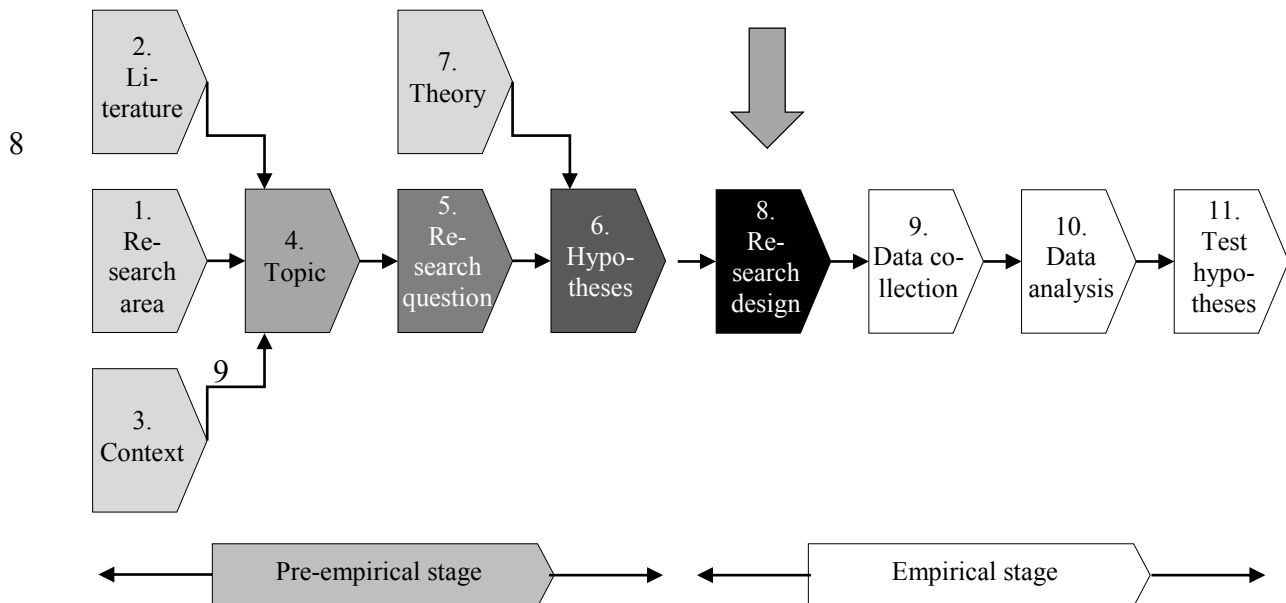 2.
Li-
terature
7.
Theory
8
1.
Re-
search
area
4.
Topic
5.
Re-
search
question
6.
Hypo-
theses
8.
Re-
search
design
9.
Data co-
llection
10.
Data
analysis
11.
Test
hypo-
theses
9
3.
Context
Pre-empirical stage
Empirical stage